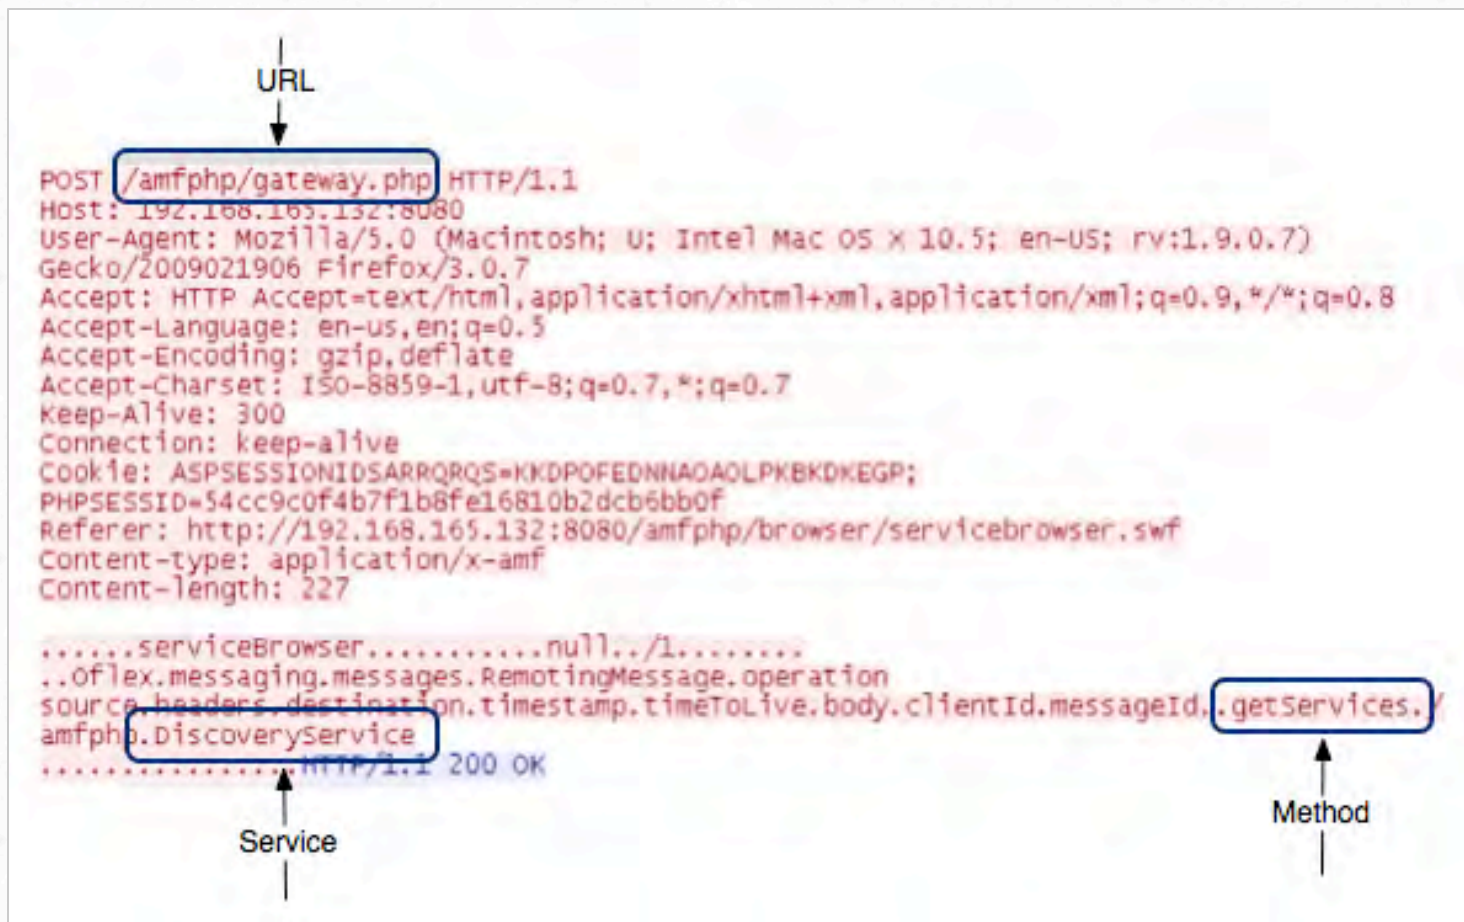 URL
POST /amfphp/gateway.php HTTP/1.1
Host: 192.168.165.132:8080
User-Agent: Mozilla/5.0 (Macintosh; U; Intel Mac OS X 10.5; en-US; rv:1.9.0.7)
Gecko/2009021906 Firefox/3.0.7
Accept: HTTP Accept=text/html,application/xhtml+xml,application/xml;q=0.9,*/*;q=0.8
Accept-Language: en-us,en;q=0.5
Accept-Encoding: gzip,deflate
Accept-Charset: ISO-8859-1,utf-8;q=0.7,*;q=0.7
Keep-Alive: 300
Connection: keep-alive
Cookie: ASPSESSIONIDSARRQRQS=KKDPOFEDNNAOAOLPKBKDKEGP;
PHPSESSID=54cc9c0f4b7f1b8fe16810b2dcb6bb0f
Referer: http://192.168.165.132:8080/amfphp/browser/servicebrowser.swf
Content-type: application/x-amf
Content-length: 227
......serviceBrowser...........null../1........
..Oflex.messaging.messages.RemotingMessage.operation
source.headers.destination.timestamp.timeToLive.body.clientId.messageId..getServices./
amfphp.DiscoveryService
................HTTP/1.1 200 OK
Method
Service